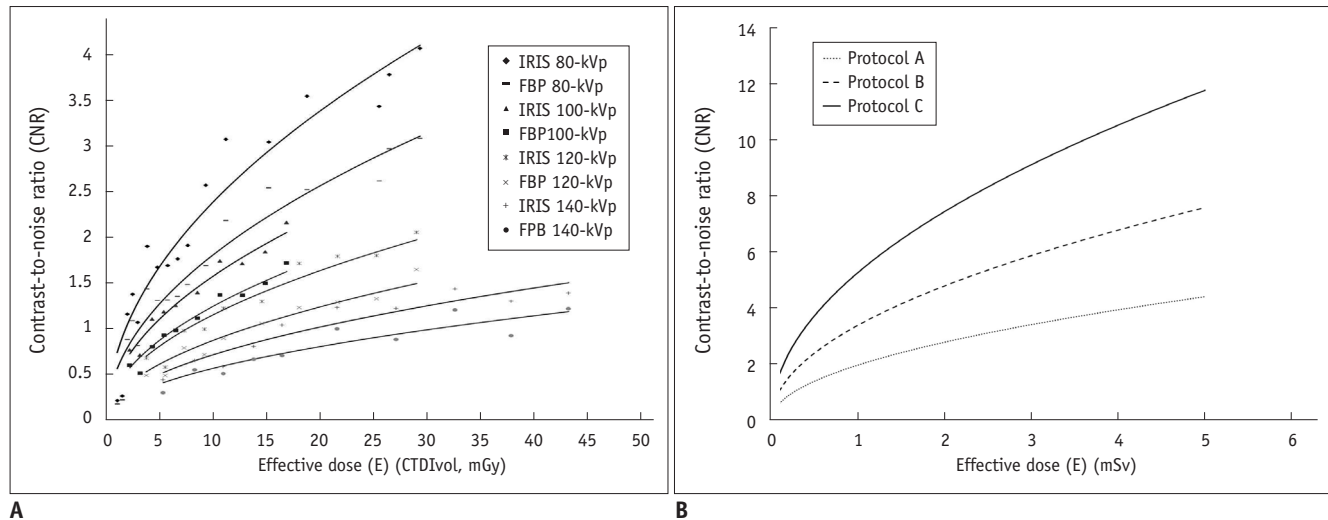 Contrast-to-noise ratio (CNR)
4
3.5
3
2.5
2
1.5
1
0.5
0
0 5 10 15 20 25 30 35 40 45 50
Effective dose (E) (CTDIvol, mGy)
IRIS 80-kVp
FBP 80-kVp
IRIS 100-kVp
FBP100-kVp
IRIS 120-kVp
FBP 120-kVp
IRIS 140-kVp
FPB 140-kVp
A
Contrast-to-noise ratio (CNR)
14
12
10
8
6
4
2
0
0 1 2 3 4 5 6
Effective dose (E) (mSv)
Protocol A
Protocol B
Protocol C
B